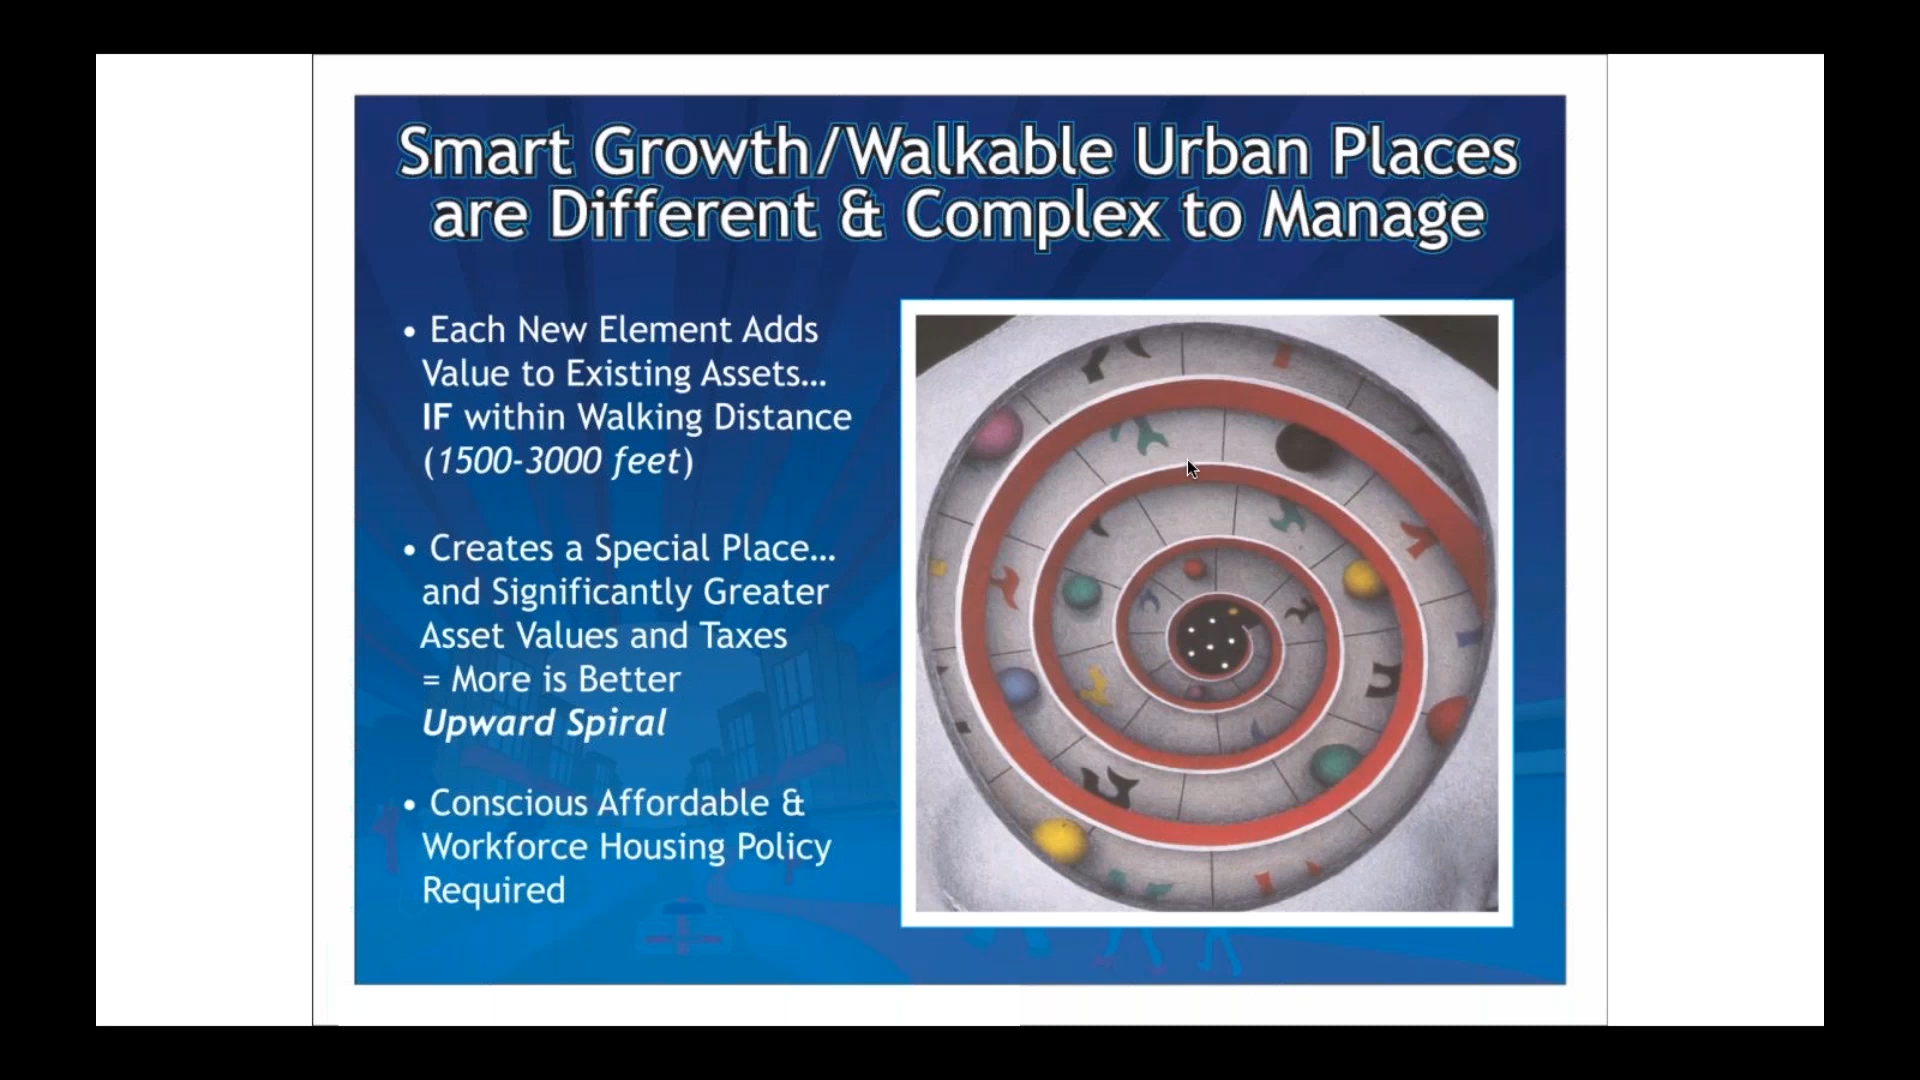 Smart Growth/Walkable Urban Places
are Different & Complex to Manage
• Each New Element Adds
Value to Existing Assets...
IF within Walking Distance
(1500-3000 feet)
• Creates a Special Place...
and Significantly Greater
Asset Values and Taxes
= More is Better
Upward Spiral
• Conscious Affordable &
Workforce Housing Policy
Required